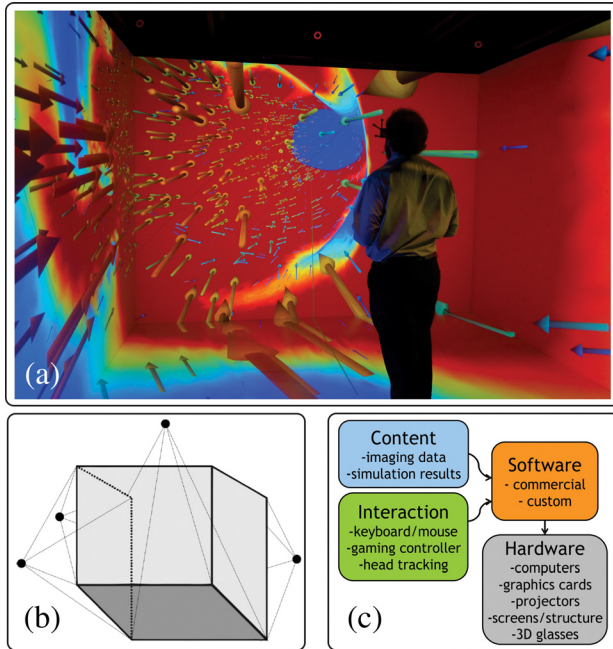 (a)
(b)
Content
-imaging data
-simulation results
Interaction
-keyboard/mouse
-gaming controller
-head tracking
Software
- commercial
- custom
Hardware
-computers
-graphics cards
-projectors
-screens/structure
-3D glasses
(c)